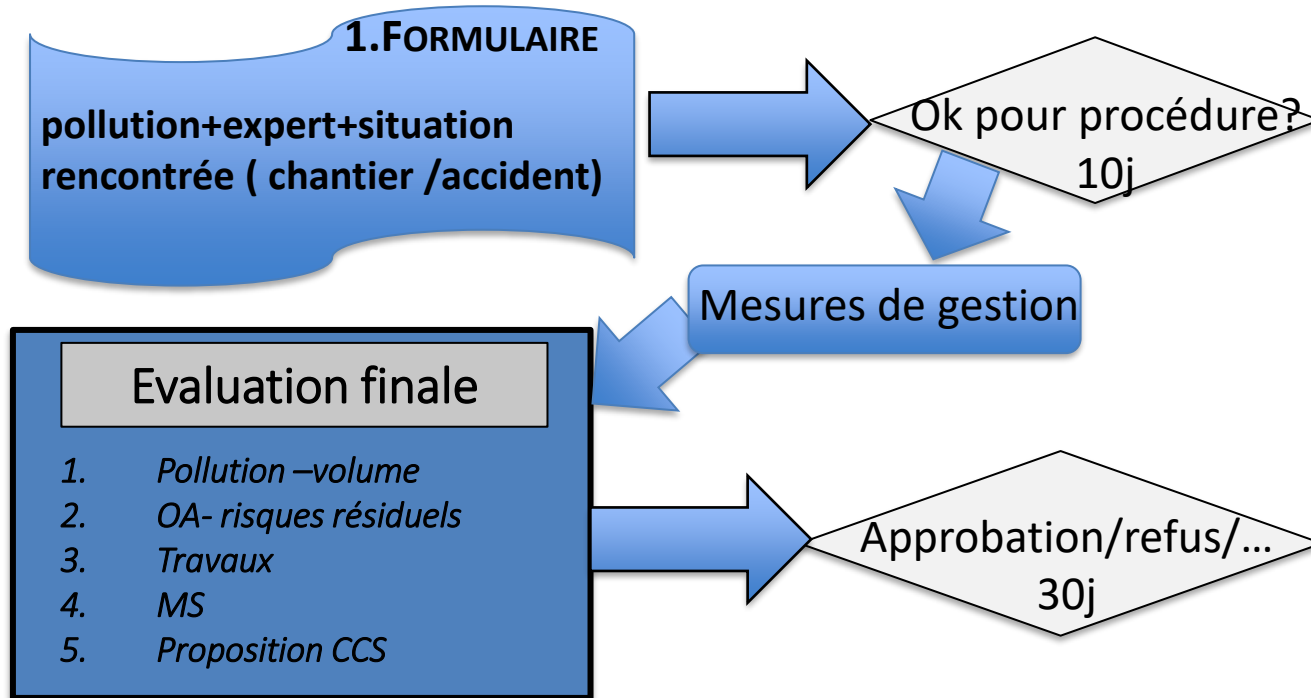 1.FORMULAIRE
pollution+expert+situation
rencontrée ( chantier /accident)
Ok pour procédure?
10j
Mesures de gestion
Evaluation finale
1. Pollution –volume
2. OA- risques résiduels
3. Travaux
4. MS
5. Proposition CCS
Approbation/refus/...
30j